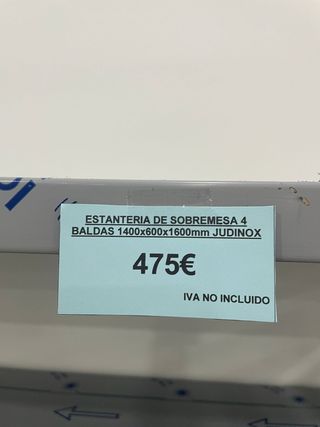 ESTANTERIA DE SOBREMESA 4
BALDAS 1400x600x1600mm JUDINOX
475€
IVA NO INCLUIDO